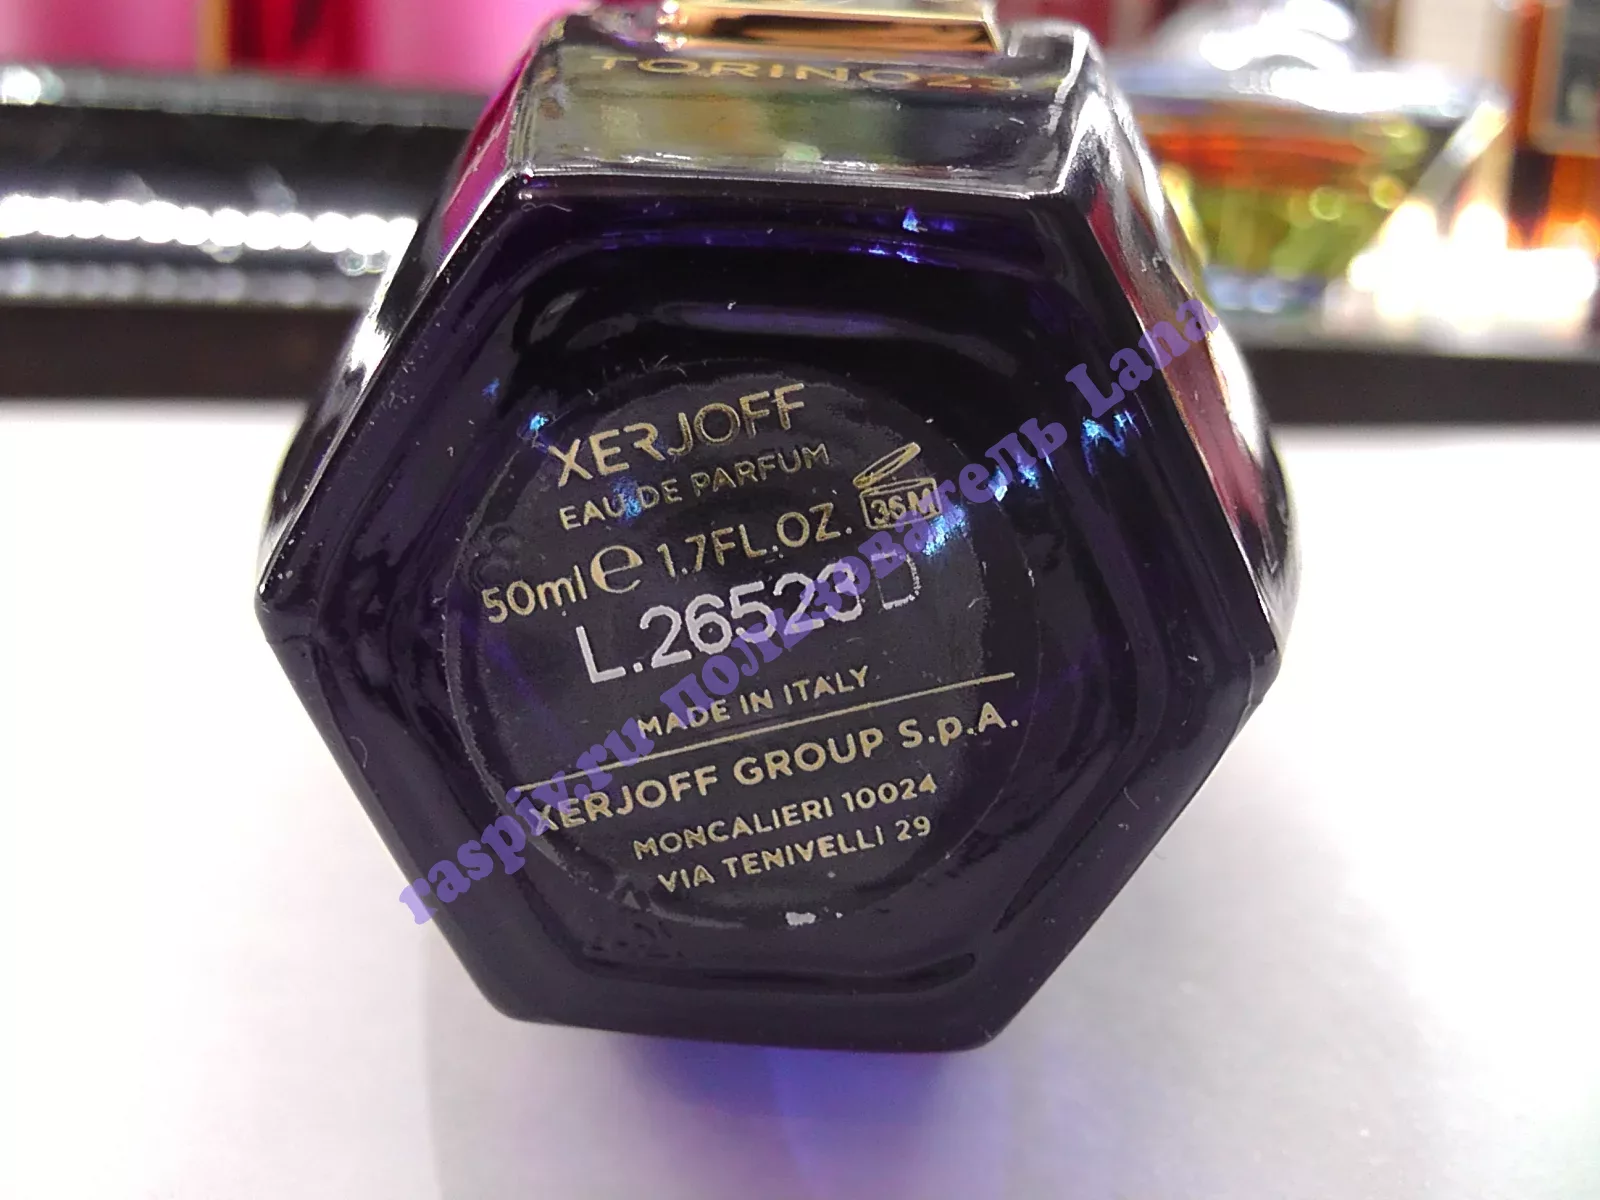 TORINO23
XERJOFF
EAU DE PARFUM
50ml e 1.7FL.OZ. 36M
L.26523D
MADE IN ITALY
XERJOFF GROUP S.p.A.
MONCALIERI 10024
VIA TENIVELLI 29
raspiv.ru пользователь Lana